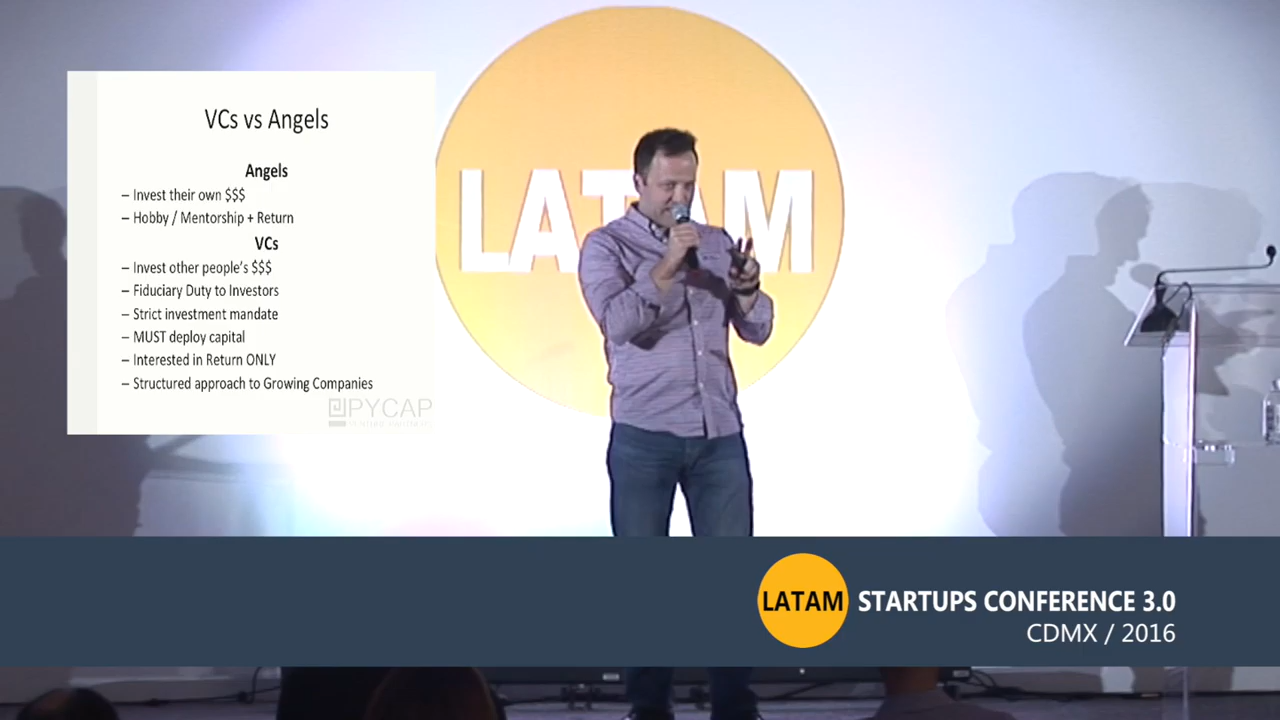 VCs vs Angels
Angels
– Invest their own $$$
– Hobby / Mentorship + Return
VCs
– Invest other people's $$$
– Fiduciary Duty to Investors
– Strict investment mandate
– MUST deploy capital
– Interested in Return ONLY
– Structured approach to Growing Companies
PYCAP
LATAM
LATAM STARTUPS CONFERENCE 3.0
CDMX / 2016